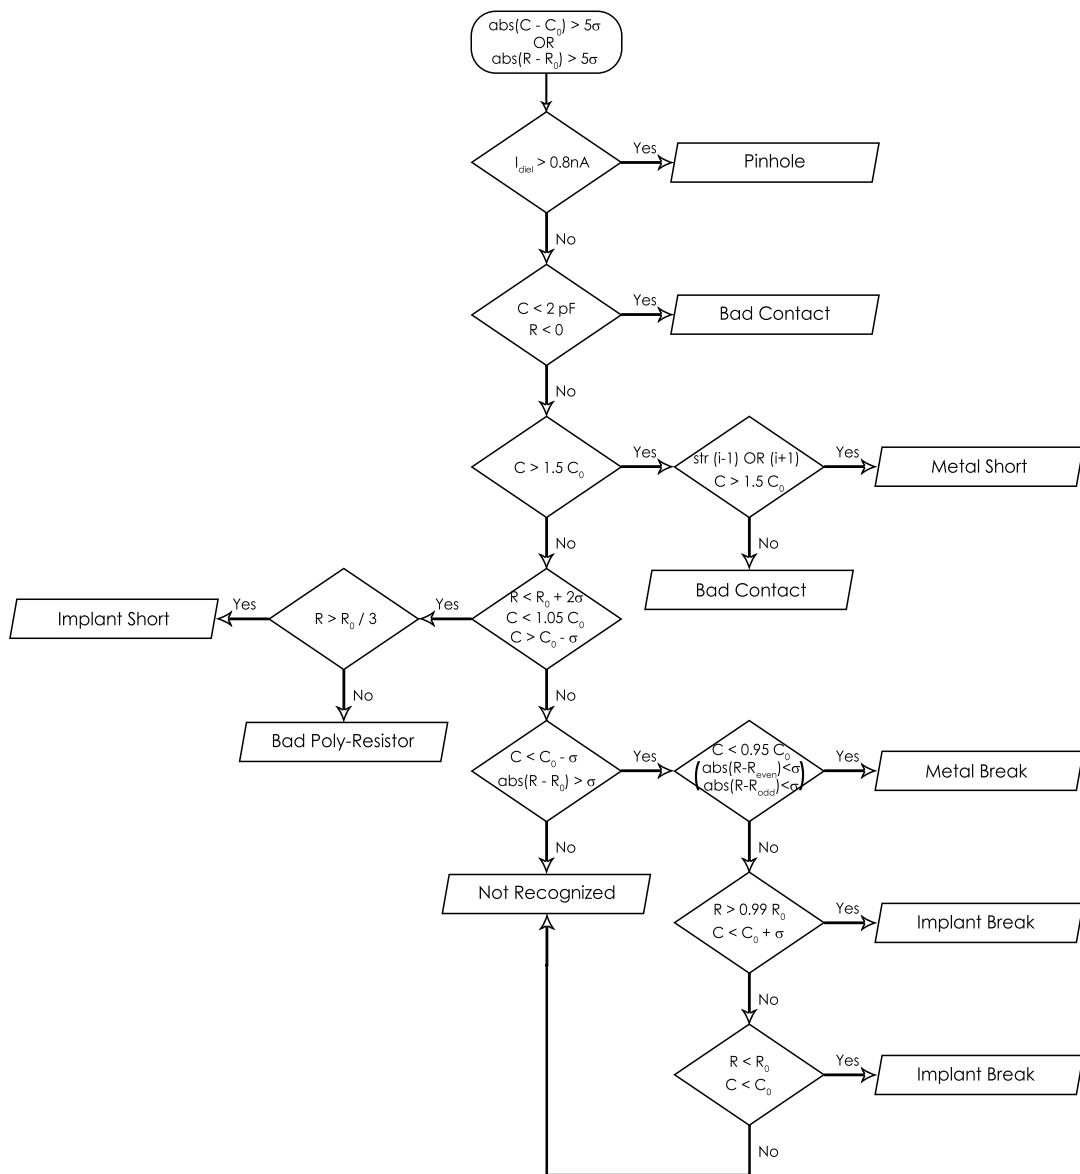 abs(C - C₀) > 5σ
OR
abs(R - R₀) > 5σ
I_diel > 0.8nA
Yes
Pinhole
No
C < 2 pF
R < 0
Yes
Bad Contact
No
C > 1.5 C₀
Yes
str (i-1) OR (i+1)
C > 1.5 C₀
Yes
Metal Short
No
Bad Contact
No
R < R₀ + 2σ
C < 1.05 C₀
C > C₀ - σ
Yes
R > R₀ / 3
Yes
Implant Short
No
Bad Poly-Resistor
No
C < C₀ - σ
abs(R - R₀) > σ
Yes
C < 0.95 C₀
(abs(R-R_even)<σ
abs(R-R_odd)<σ)
Yes
Metal Break
No
Not Recognized
No
R > 0.99 R₀
C < C₀ + σ
Yes
Implant Break
No
R < R₀
C < C₀
Yes
Implant Break
No